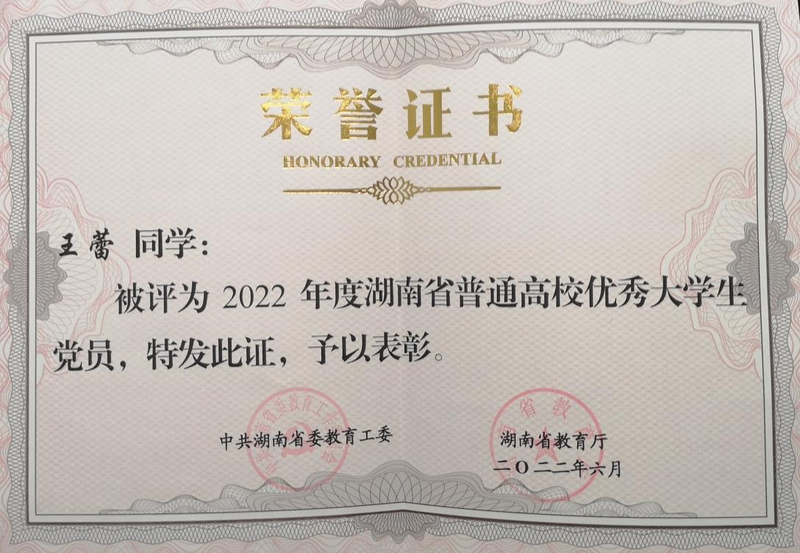 荣誉证书
HONORARY CREDENTIAL
王蕾 同学：
被评为 2022 年度湖南省普通高校优秀大学生
党员，特发此证，予以表彰。
中共湖南省委教育工委
湖南省教育厅
二〇二二年六月